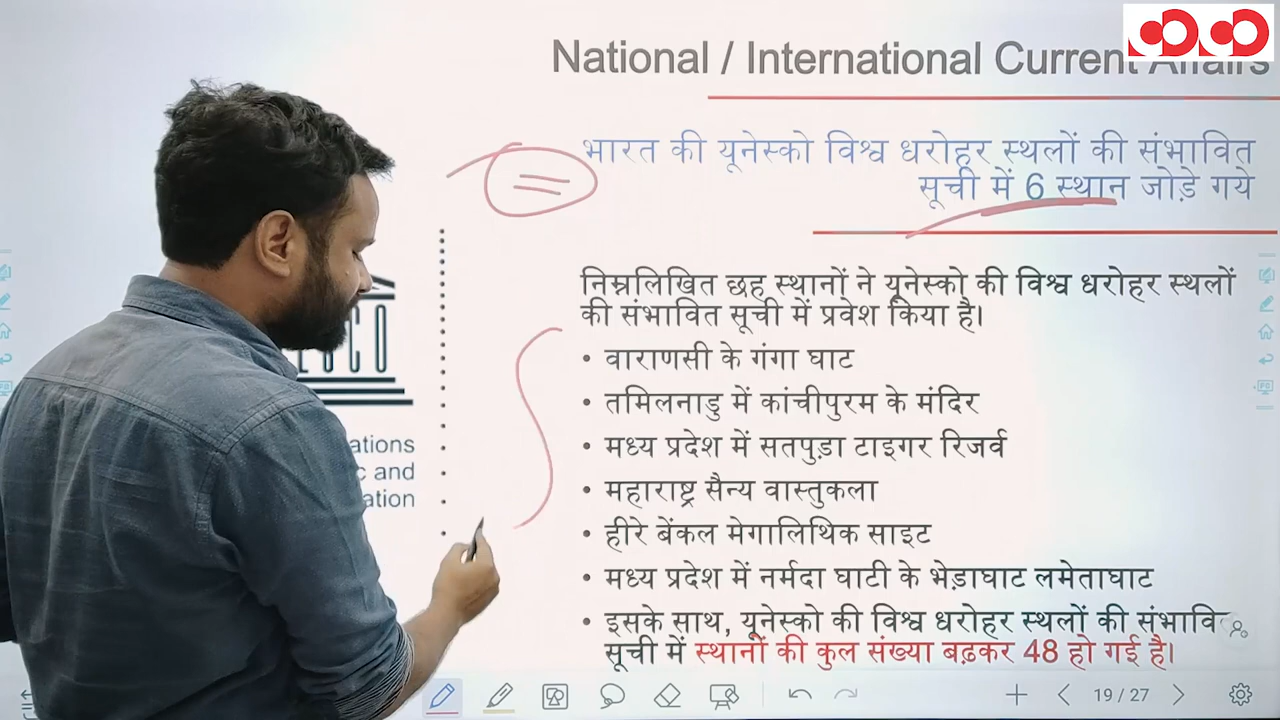 National / International Current Affairs
भारत की यूनेस्को विश्व धरोहर स्थलों की संभावित
सूची में 6 स्थान जोड़े गये
निम्नलिखित छह स्थानों ने यूनेस्को की विश्व धरोहर स्थलों
की संभावित सूची में प्रवेश किया है।
• वाराणसी के गंगा घाट
• तमिलनाडु में कांचीपुरम के मंदिर
• मध्य प्रदेश में सतपुड़ा टाइगर रिजर्व
• महाराष्ट्र सैन्य वास्तुकला
• हीरे बेंकल मेगालिथिक साइट
• मध्य प्रदेश में नर्मदा घाटी के भेड़ाघाट लमेताघाट
• इसके साथ, यूनेस्को की विश्व धरोहर स्थलों की संभावि
सूची में स्थानों की कुल संख्या बढ़कर 48 हो गई है।
ations
and
ation
19 / 27